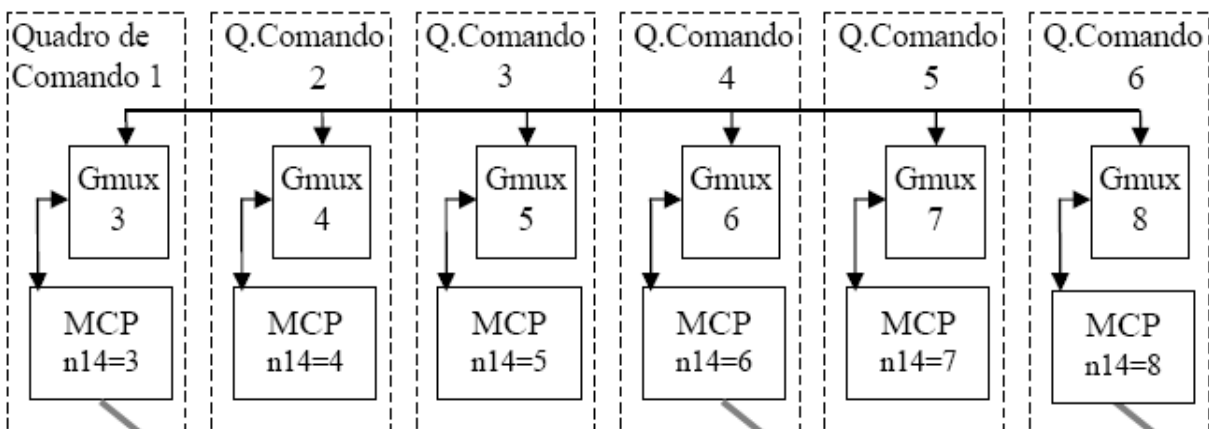 Quadro de
Comando 1
Q.Comando
2
Q.Comando
3
Q.Comando
4
Q.Comando
5
Q.Comando
6
Gmux
3
Gmux
4
Gmux
5
Gmux
6
Gmux
7
Gmux
8
MCP
n14=3
MCP
n14=4
MCP
n14=5
MCP
n14=6
MCP
n14=7
MCP
n14=8